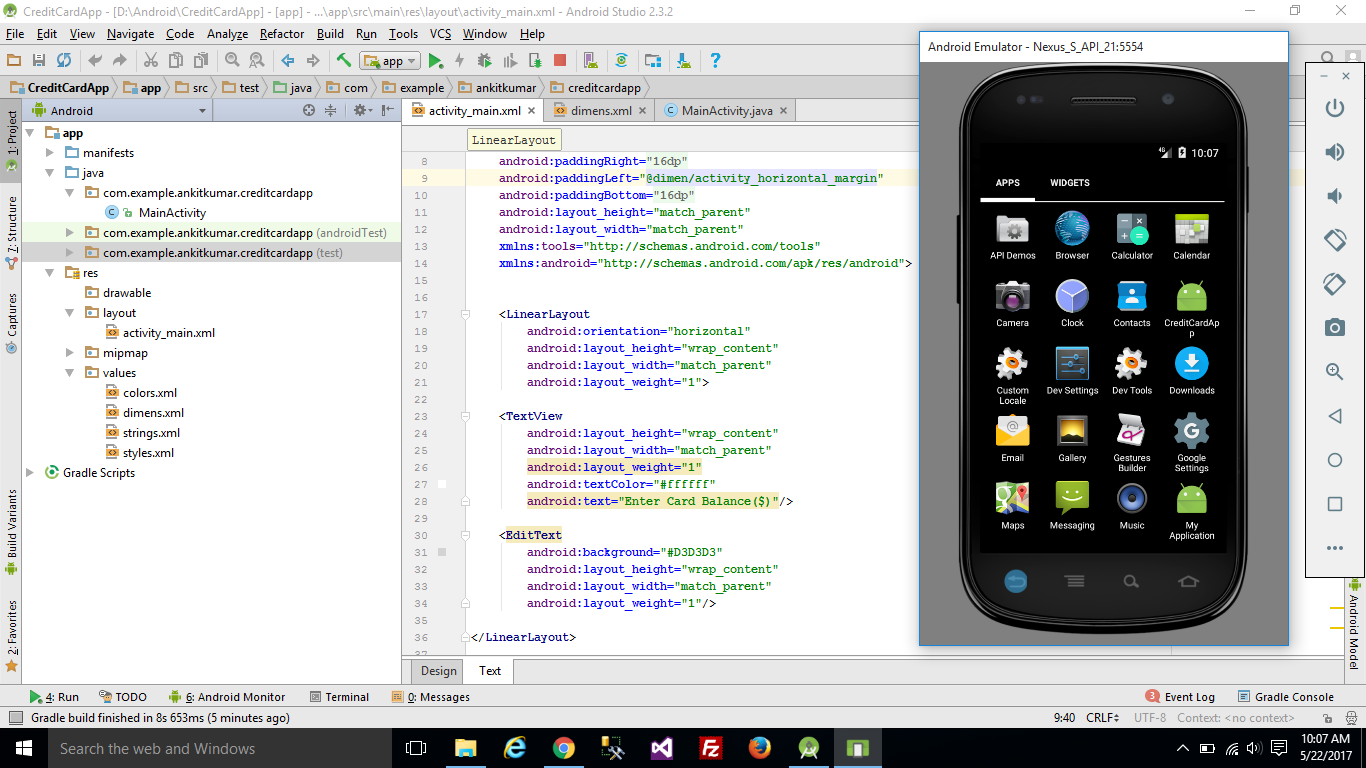 CreditCardApp - [D:\Android\CreditCardApp] - [app] - ...\app\src\main\res\layout\activity_main.xml - Android Studio 2.3.2
File Edit View Navigate Code Analyze Refactor Build Run Tools VCS Window Help
app
CreditCardApp app src test java com example ankitkumar creditcardapp
1: Project
7: Structure
Captures
Build Variants
2: Favorites
Android
app
manifests
java
com.example.ankitkumar.creditcardapp
MainActivity
com.example.ankitkumar.creditcardapp (androidTest)
com.example.ankitkumar.creditcardapp (test)
res
drawable
layout
activity_main.xml
mipmap
values
colors.xml
dimens.xml
strings.xml
styles.xml
Gradle Scripts
activity_main.xml dimens.xml MainActivity.java
LinearLayout
8 android:paddingRight="16dp"
9 android:paddingLeft="@dimen/activity_horizontal_margin"
10 android:paddingBottom="16dp"
11 android:layout_height="match_parent"
12 android:layout_width="match_parent"
13 xmlns:tools="http://schemas.android.com/tools"
14 xmlns:android="http://schemas.android.com/apk/res/android">
15
16
17 <LinearLayout
18 android:orientation="horizontal"
19 android:layout_height="wrap_content"
20 android:layout_width="match_parent"
21 android:layout_weight="1">
22
23 <TextView
24 android:layout_height="wrap_content"
25 android:layout_width="match_parent"
26 android:layout_weight="1"
27 android:textColor="#ffffff"
28 android:text="Enter Card Balance($)"/>
29
30 <EditText
31 android:background="#D3D3D3"
32 android:layout_height="wrap_content"
33 android:layout_width="match_parent"
34 android:layout_weight="1"/>
35
36 </LinearLayout>
37
Design Text
Android Emulator - Nexus_S_API_21:5554
4G 10:07
APPS WIDGETS
API Demos Browser Calculator Calendar
Camera Clock Contacts CreditCardAp
p
Custom Dev Settings Dev Tools Downloads
Locale
Email Gallery Gestures Google
Builder Settings
Maps Messaging Music My
Application
Android Model
4: Run TODO 6: Android Monitor Terminal 0: Messages 3 Event Log Gradle Console
Gradle build finished in 8s 653ms (5 minutes ago) 9:40 CRLF UTF-8 Context: <no context>
Search the web and Windows
10:07 AM
5/22/2017